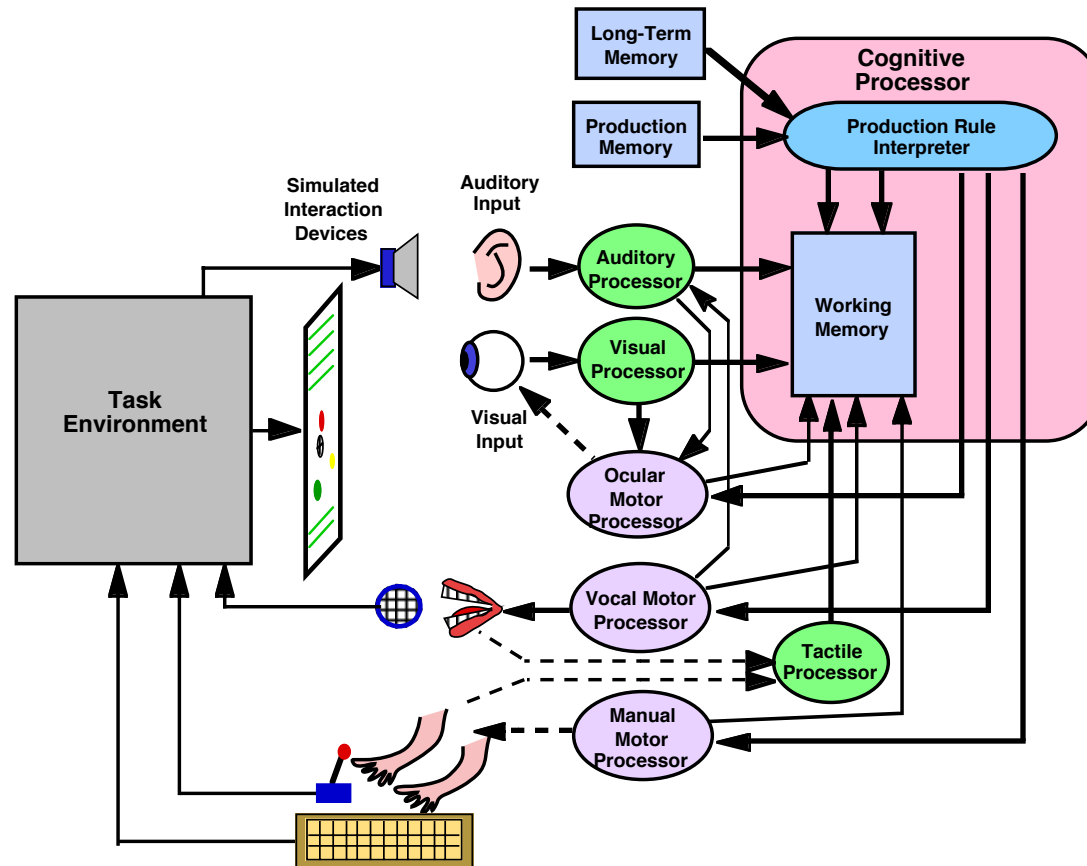 Long-Term
Memory
Cognitive
Processor
Production
Memory
Production Rule
Interpreter
Simulated
Interaction
Devices
Auditory
Input
Auditory
Processor
Working
Memory
Visual
Processor
Task
Environment
Visual
Input
Ocular
Motor
Processor
Vocal Motor
Processor
Tactile
Processor
Manual
Motor
Processor